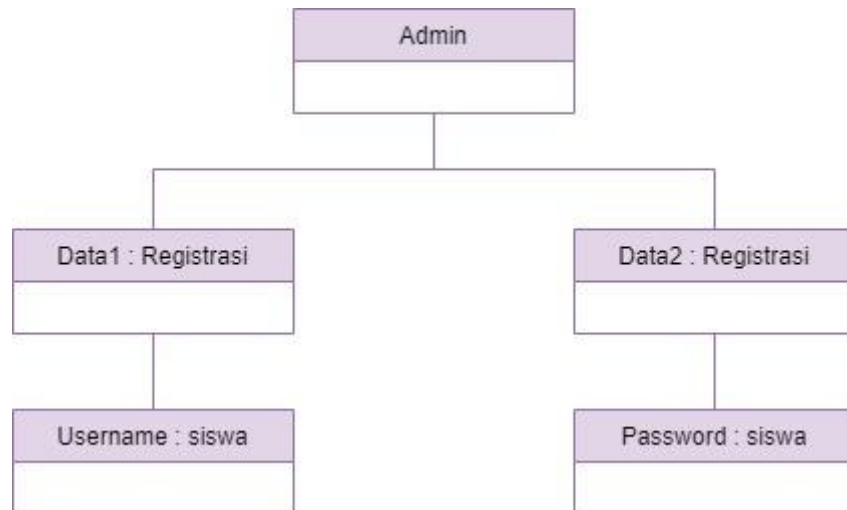 Admin
Data1 : Registrasi
Data2 : Registrasi
Username : siswa
Password : siswa